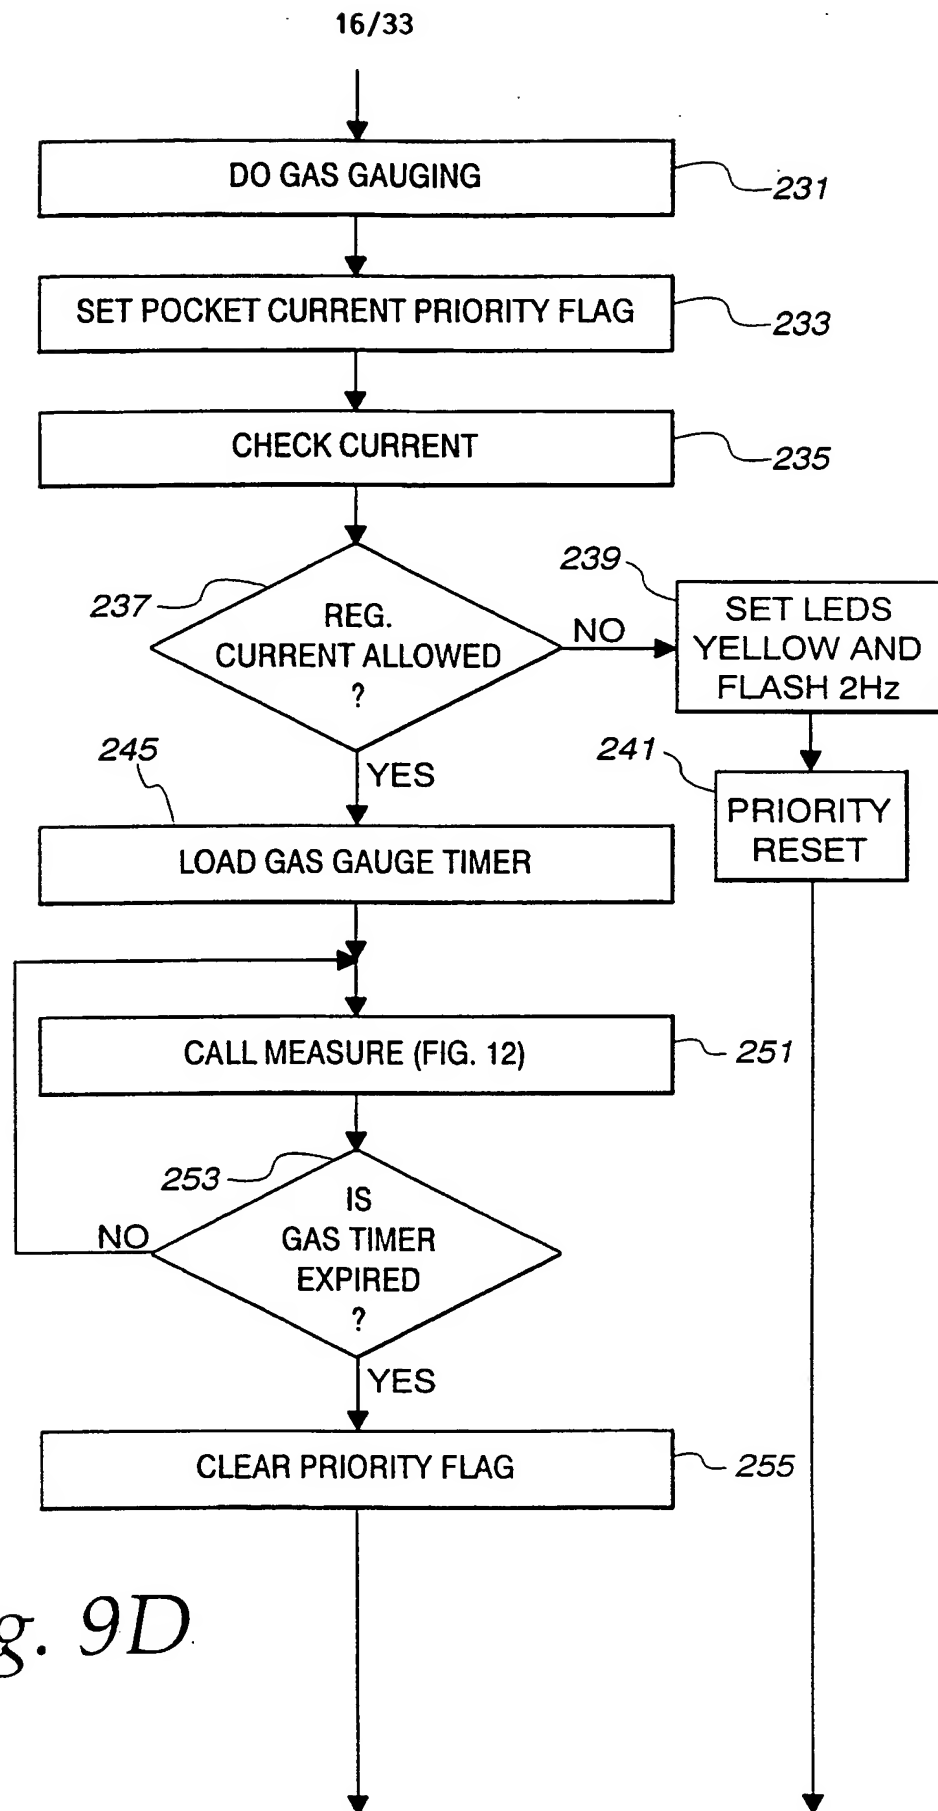 16/33
DO GAS GAUGING
231
SET POCKET CURRENT PRIORITY FLAG
233
CHECK CURRENT
235
237
REG.
CURRENT ALLOWED
?
NO
239
SET LEDS
YELLOW AND
FLASH 2Hz
241
PRIORITY
RESET
YES
245
LOAD GAS GAUGE TIMER
CALL MEASURE (FIG. 12)
251
253
IS
GAS TIMER
EXPIRED
?
NO
YES
CLEAR PRIORITY FLAG
255
g. 9D